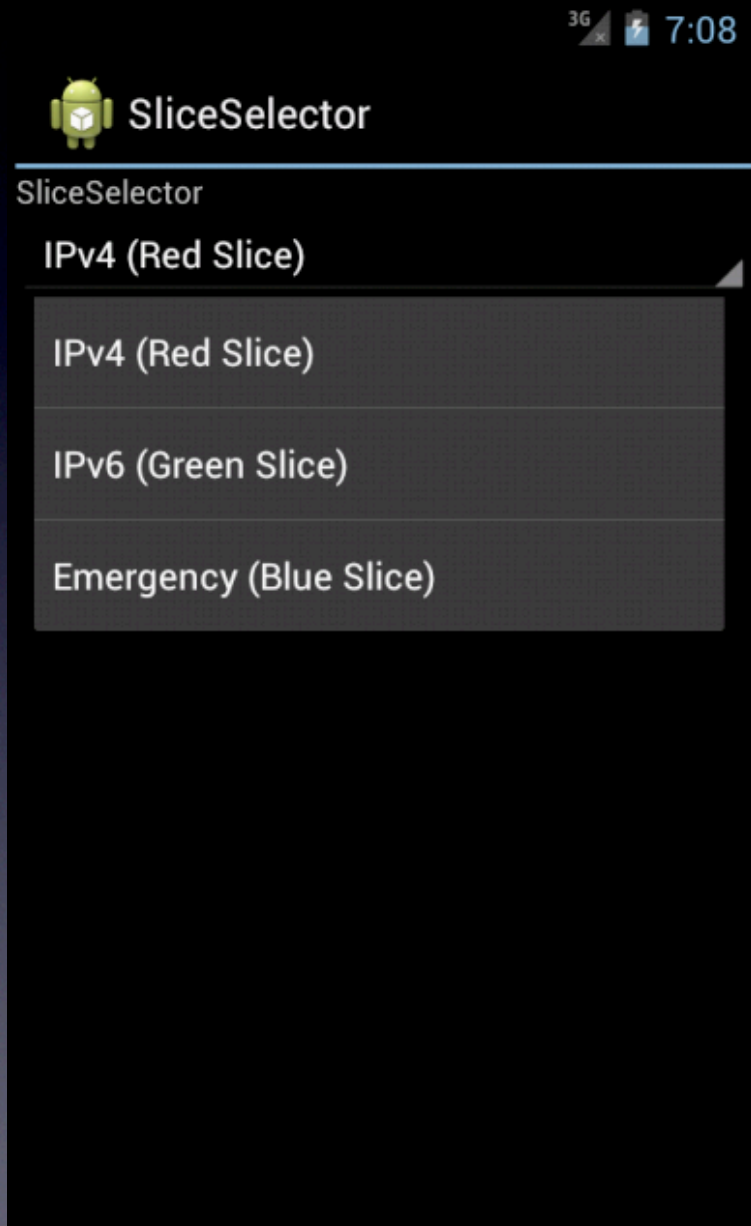 3G 7:08
SliceSelector
SliceSelector
IPv4 (Red Slice)
IPv4 (Red Slice)
IPv6 (Green Slice)
Emergency (Blue Slice)